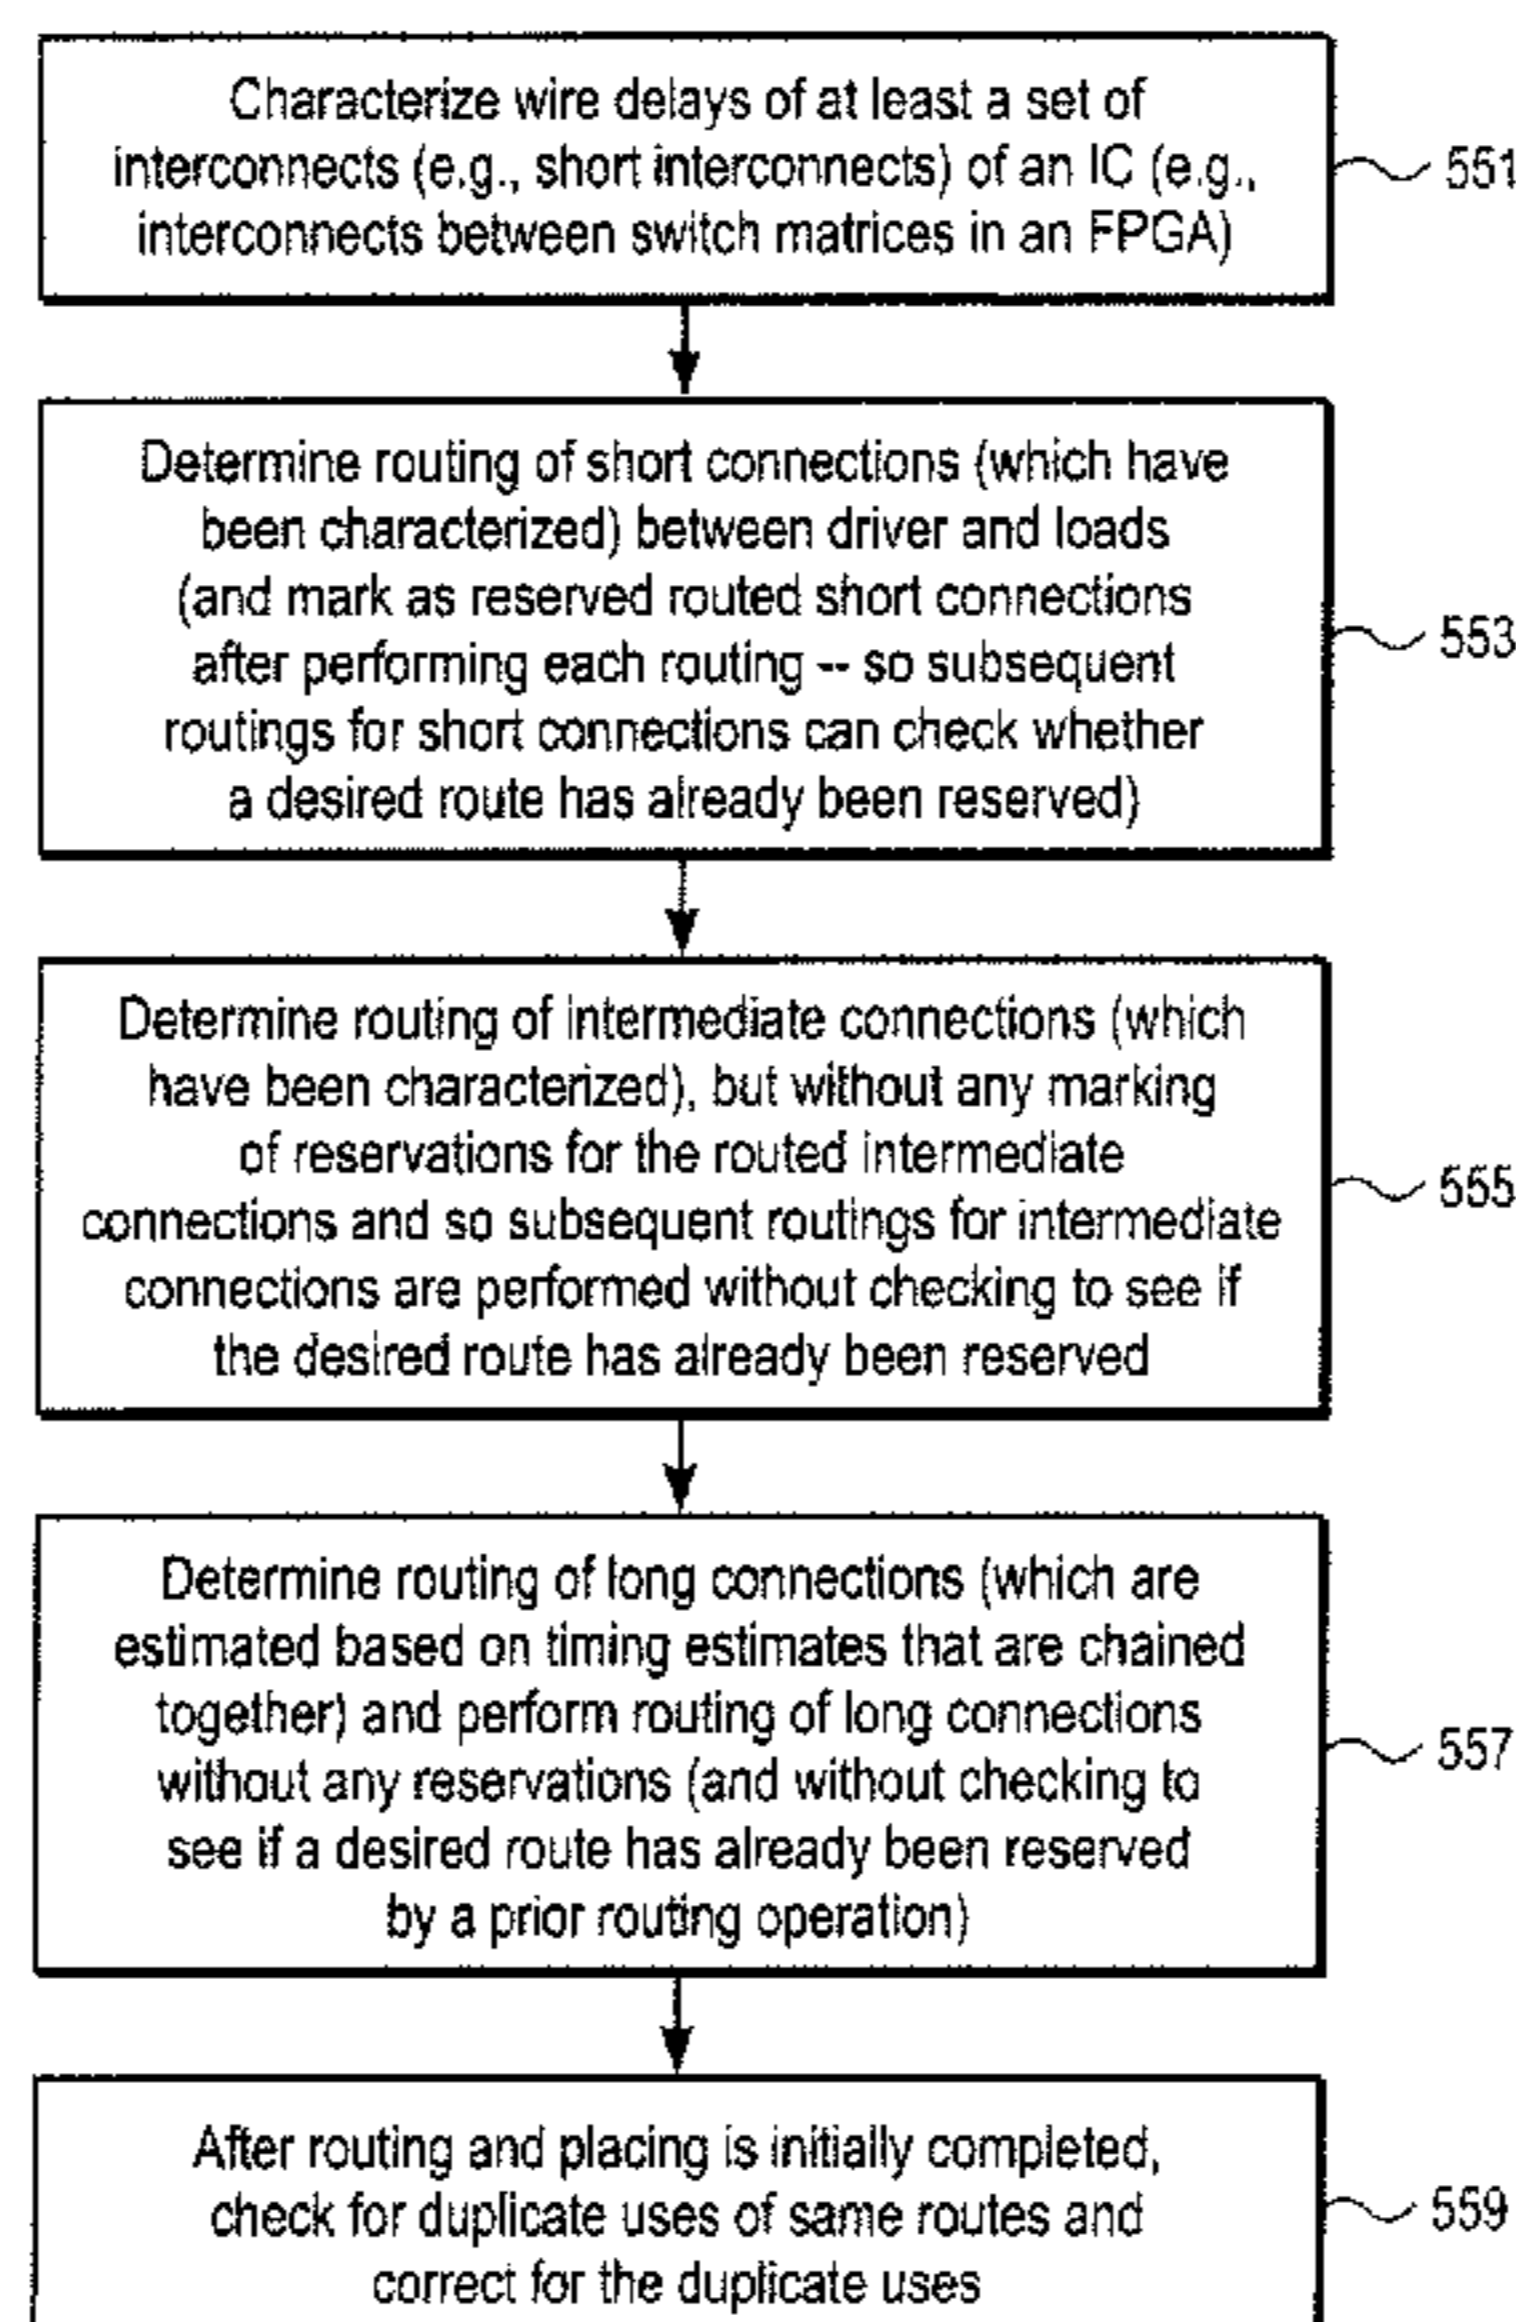 Characterize wire delays of at least a set of
interconnects (e.g., short interconnects) of an IC (e.g.,
interconnects between switch matrices in an FPGA)
551
Determine routing of short connections (which have
been characterized) between driver and loads
(and mark as reserved routed short connections
after performing each routing -- so subsequent
routings for short connections can check whether
a desired route has already been reserved)
553
Determine routing of intermediate connections (which
have been characterized), but without any marking
of reservations for the routed intermediate
connections and so subsequent routings for intermediate
connections are performed without checking to see if
the desired route has already been reserved
555
Determine routing of long connections (which are
estimated based on timing estimates that are chained
together) and perform routing of long connections
without any reservations (and without checking to
see if a desired route has already been reserved
by a prior routing operation)
557
After routing and placing is initially completed,
check for duplicate uses of same routes and
correct for the duplicate uses
559